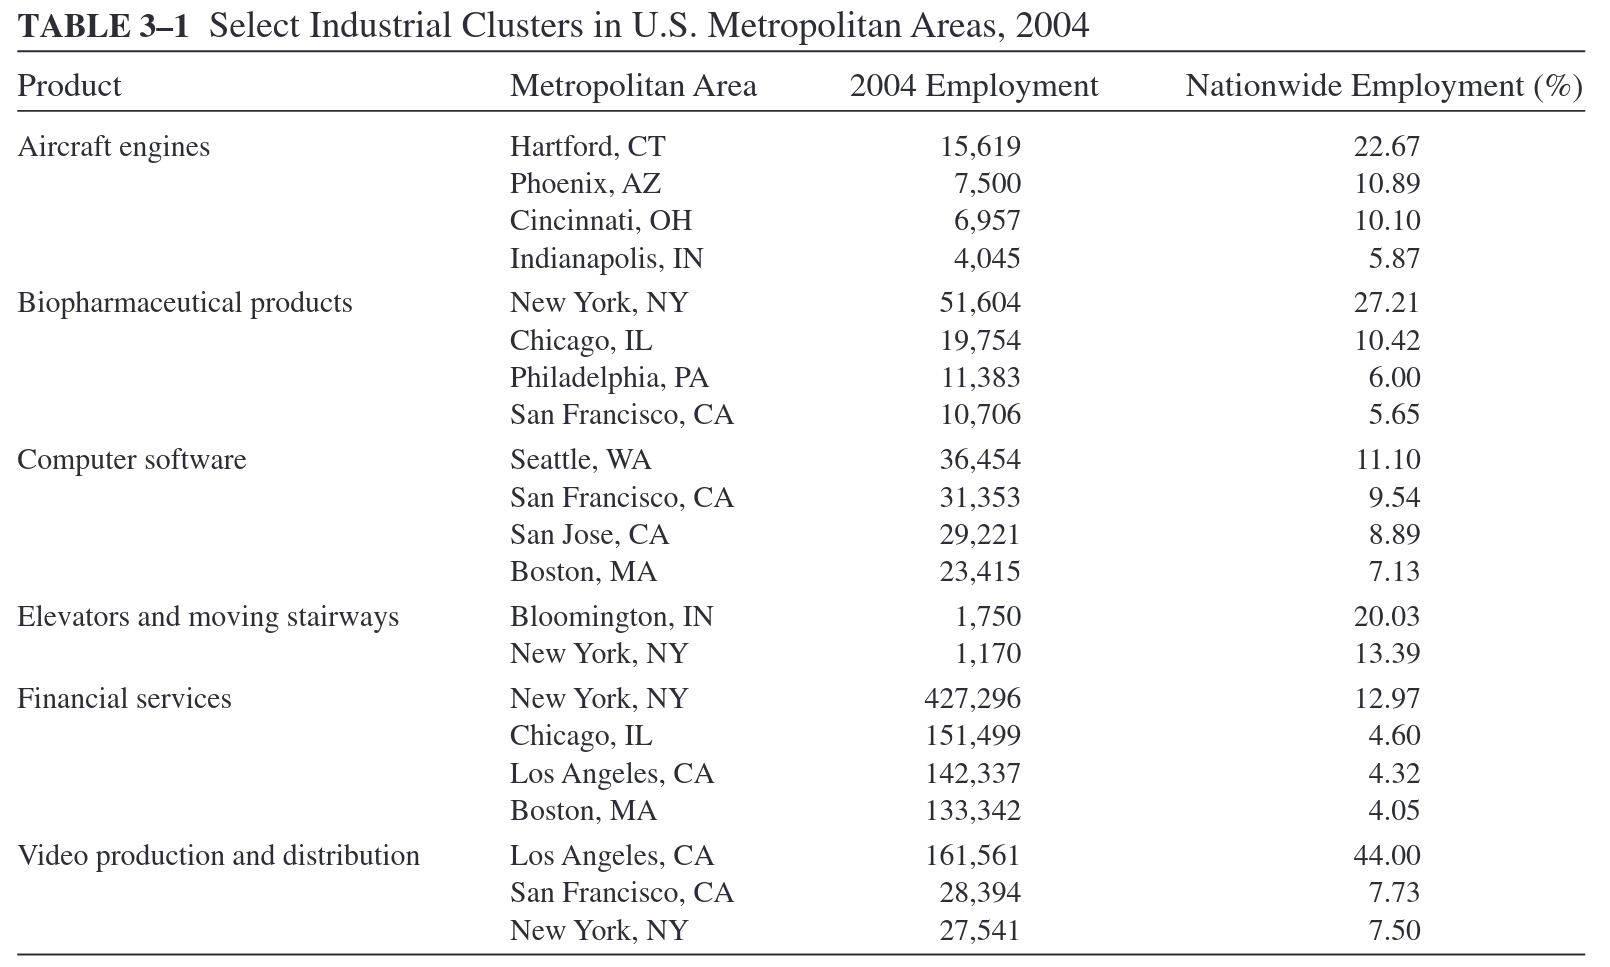 TABLE 3–1 Select Industrial Clusters in U.S. Metropolitan Areas, 2004
Product Metropolitan Area 2004 Employment Nationwide Employment (%)
Aircraft engines Hartford, CT 15,619 22.67
Phoenix, AZ 7,500 10.89
Cincinnati, OH 6,957 10.10
Indianapolis, IN 4,045 5.87
Biopharmaceutical products New York, NY 51,604 27.21
Chicago, IL 19,754 10.42
Philadelphia, PA 11,383 6.00
San Francisco, CA 10,706 5.65
Computer software Seattle, WA 36,454 11.10
San Francisco, CA 31,353 9.54
San Jose, CA 29,221 8.89
Boston, MA 23,415 7.13
Elevators and moving stairways Bloomington, IN 1,750 20.03
New York, NY 1,170 13.39
Financial services New York, NY 427,296 12.97
Chicago, IL 151,499 4.60
Los Angeles, CA 142,337 4.32
Boston, MA 133,342 4.05
Video production and distribution Los Angeles, CA 161,561 44.00
San Francisco, CA 28,394 7.73
New York, NY 27,541 7.50